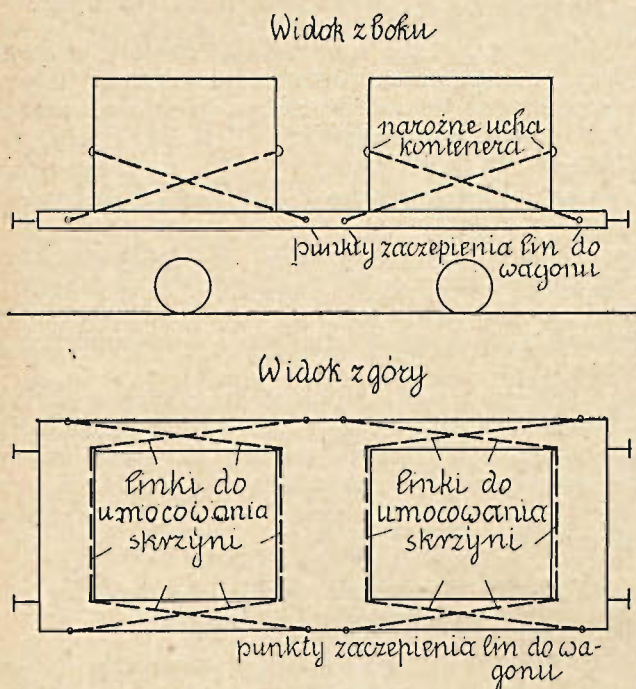 Widok z boku
narożne ucha
kontenera
punkty zaczepienia lin do
wagonu
Widok z góry
linki do
umocowania
skrzyni
linki do
umocowania
skrzyni
punkty zaczepienia lin do wa-
gonu